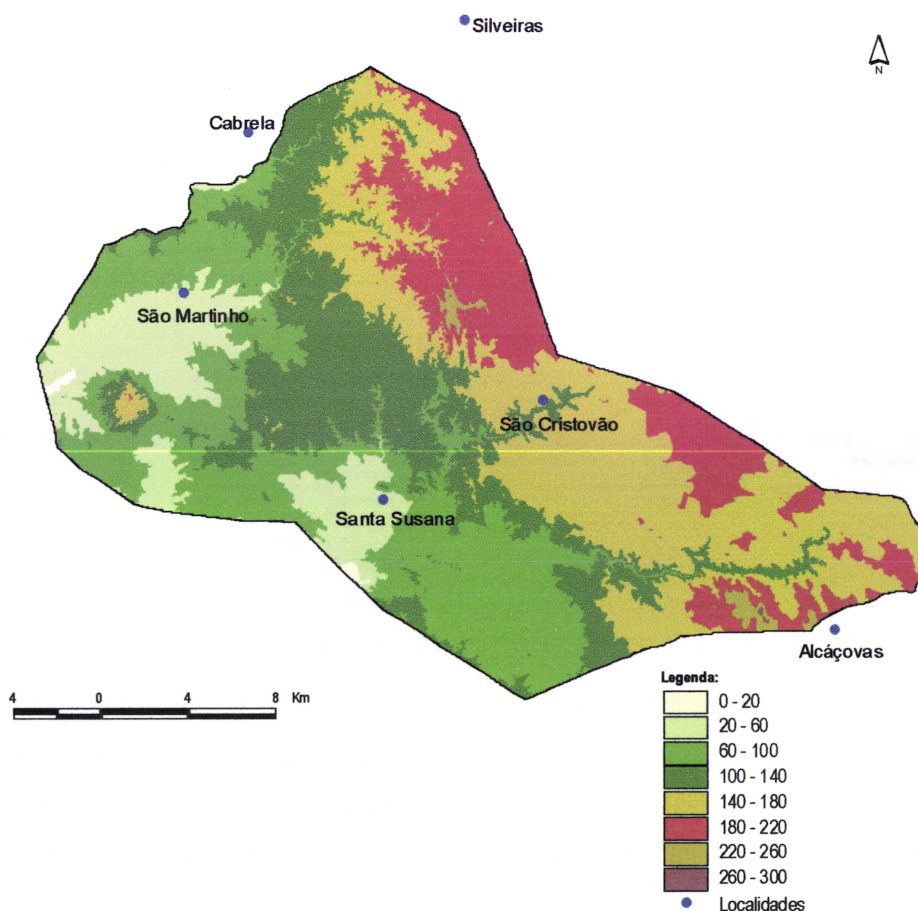 Silveiras
N
Cabrela
São Martinho
São Cristovão
Santa Susana
Alcáçovas
4 0 4 8 Km
Legenda:
0 - 20
20 - 60
60 - 100
100 - 140
140 - 180
180 - 220
220 - 260
260 - 300
Localidades